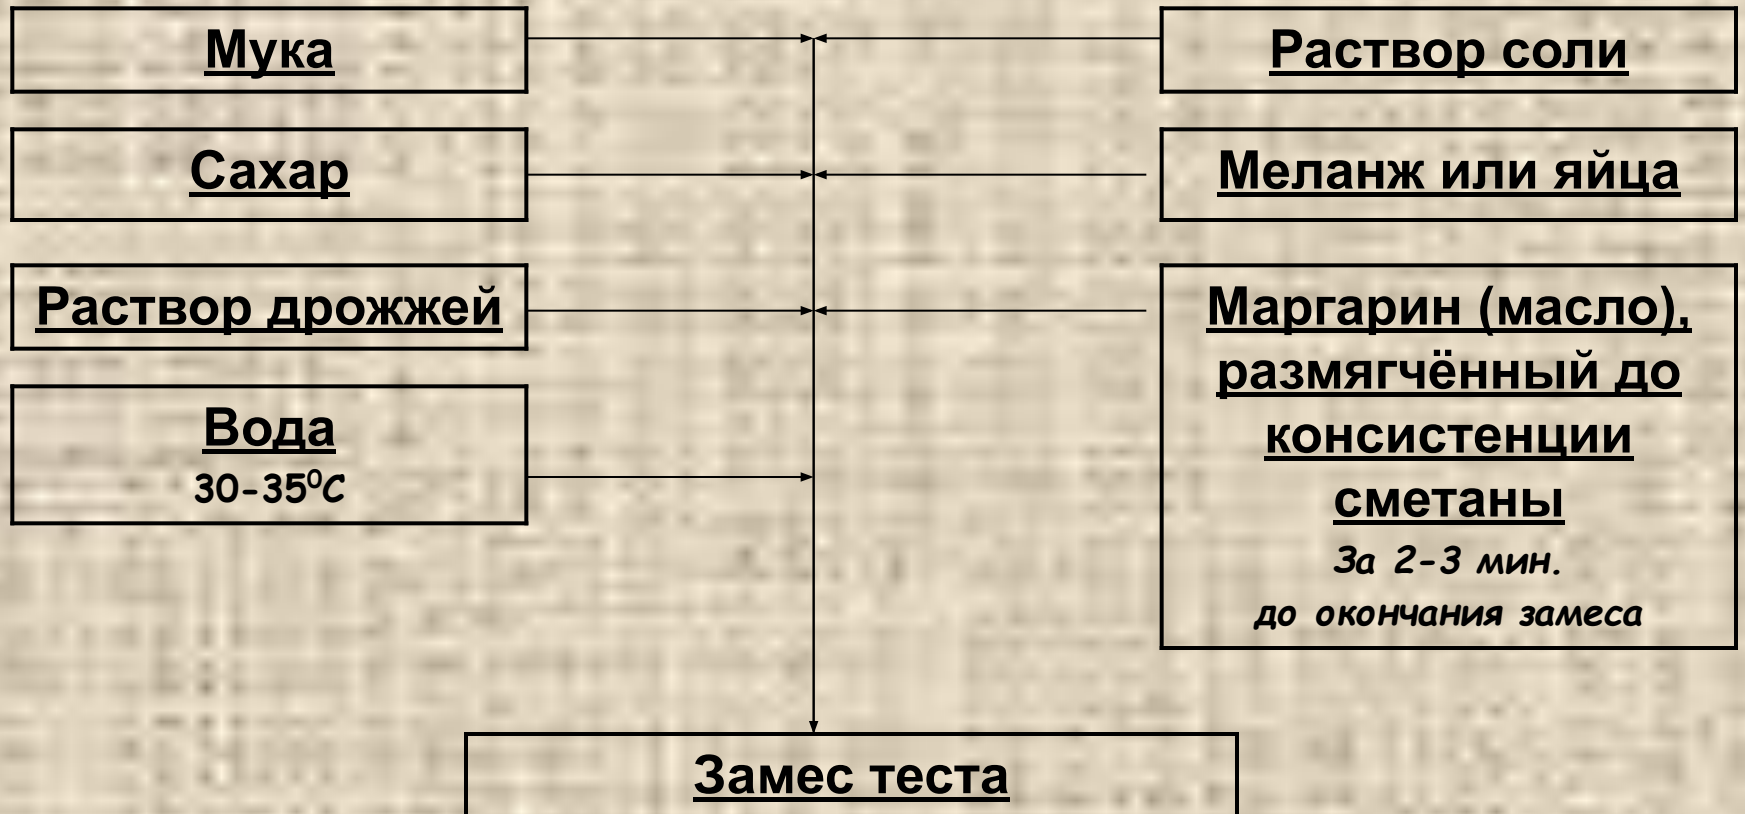 Мука
Раствор соли
Сахар
Меланж или яйца
Раствор дрожжей
Маргарин (масло),
размягчённый до
консистенции
сметаны
За 2-3 мин.
до окончания замеса
Вода
30-35⁰С
Замес теста